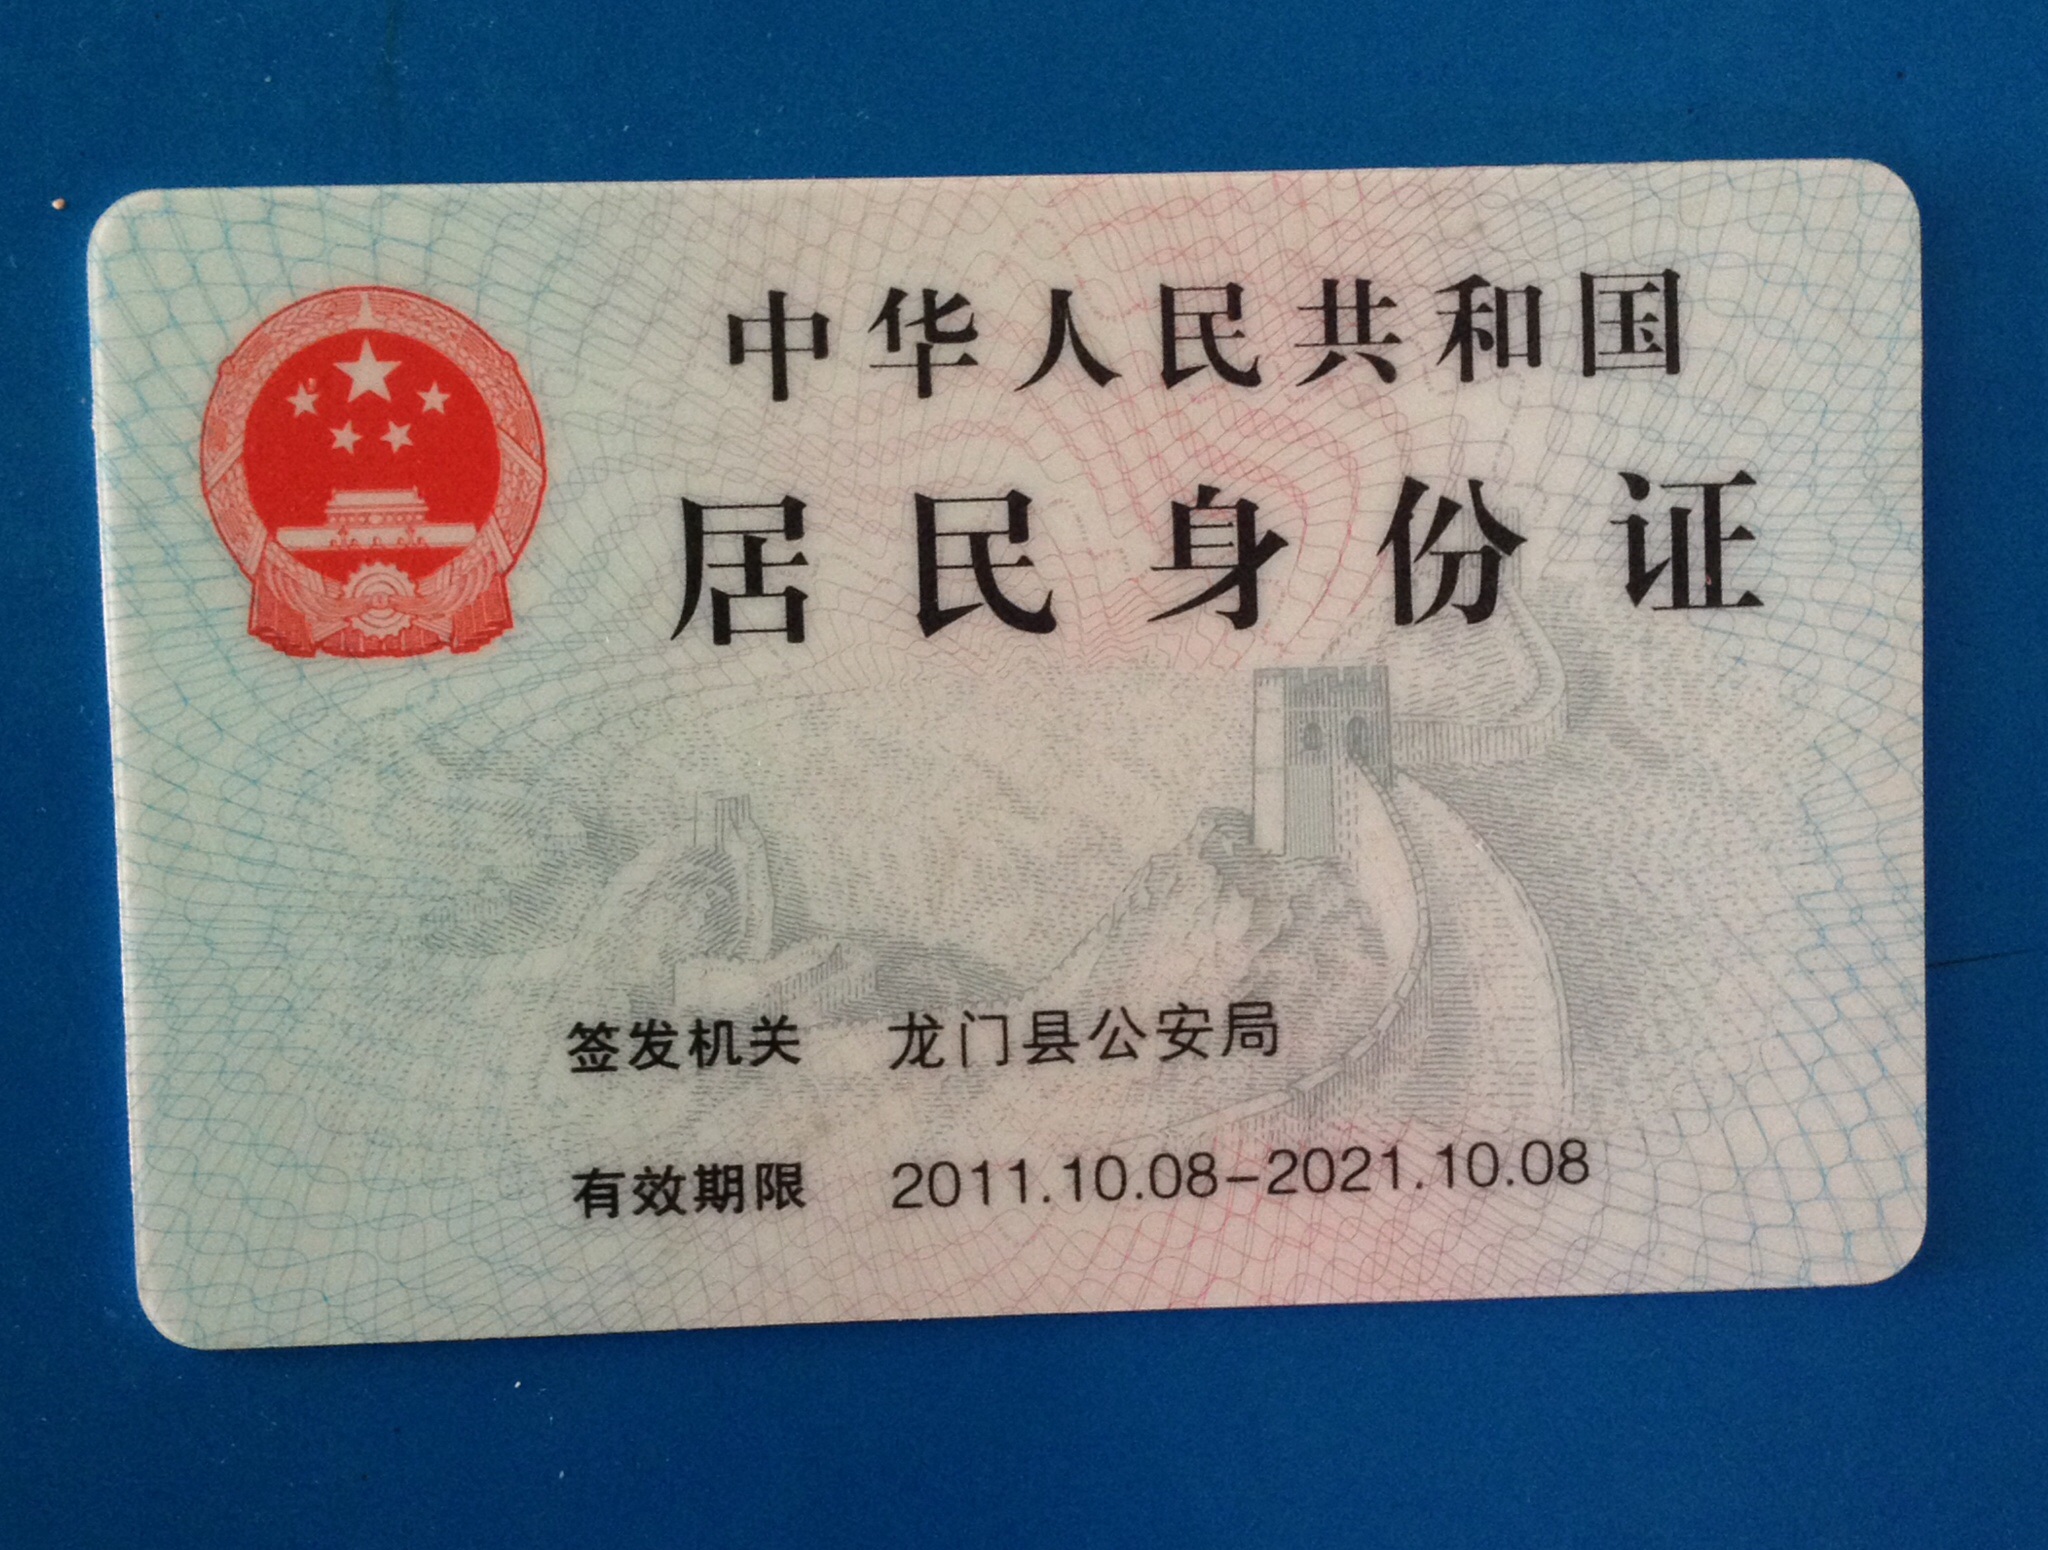 中华人民共和国
居民身份证
签发机关 龙门县公安局
有效期限 2011.10.08-2021.10.08